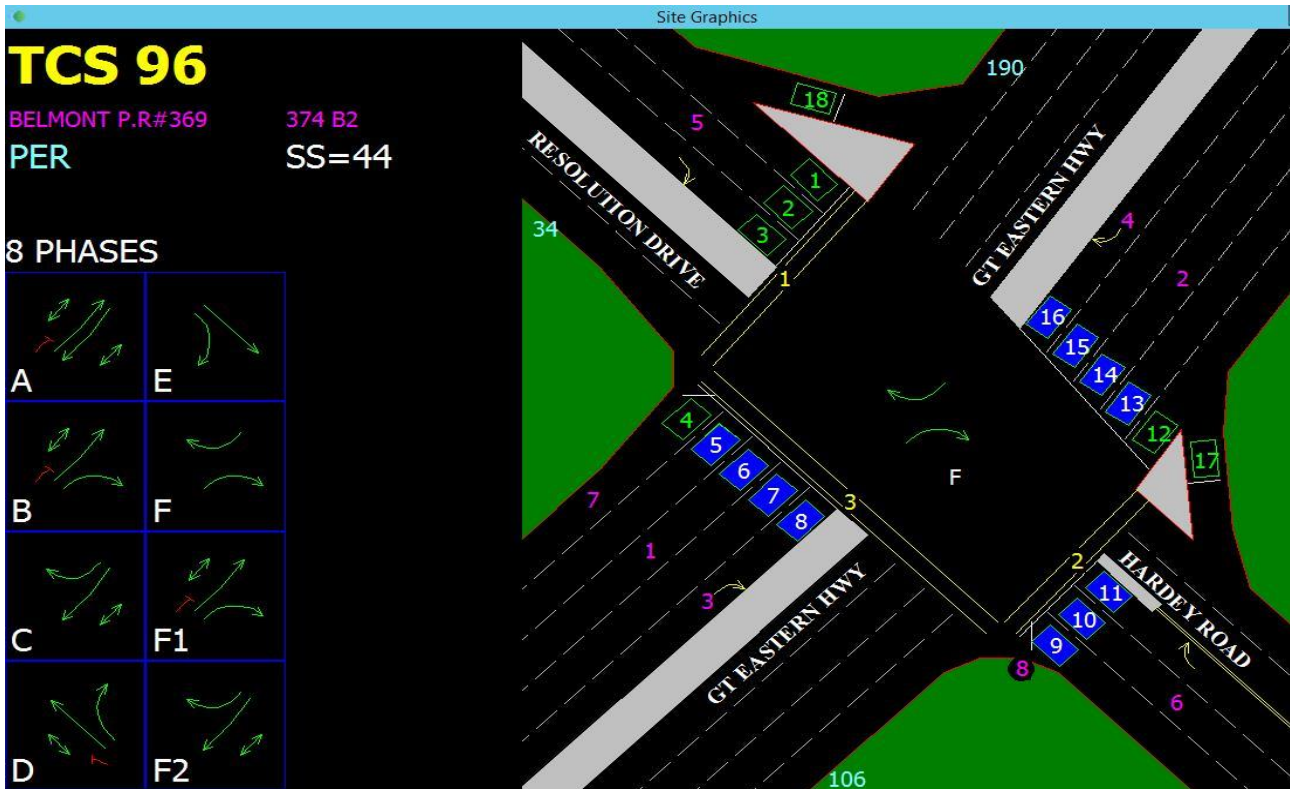 Site Graphics
TCS 96
BELMONT P.R#369 374 B2
PER SS=44
8 PHASES
A E
B F
C F1
D F2
190
18
5
RESOLUTION DRIVE
GT EASTERN HWY
1
2
3
34
4
2
1
16
15
14
13
12
17
4
5
6
7
8
3
F
7
1
3
GT EASTERN HWY
2
11
10
9
HARDEY ROAD
8
6
106